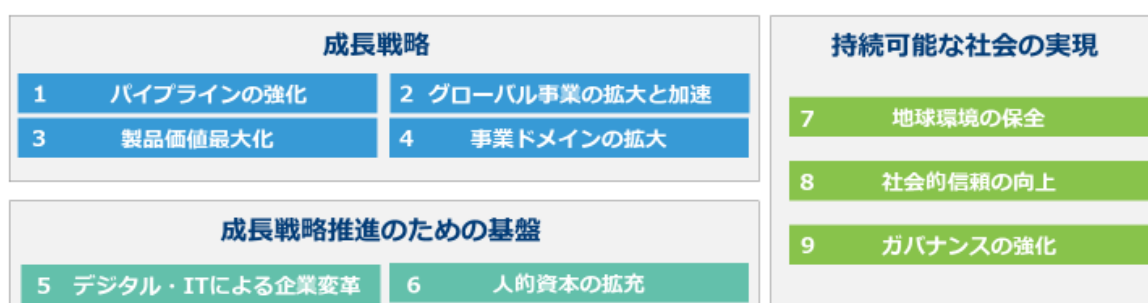 成長戦略
1 パイプラインの強化
2 グローバル事業の拡大と加速
3 製品価値最大化
4 事業ドメインの拡大
成長戦略推進のための基盤
5 デジタル・ITによる企業変革
6 人的資本の拡充
持続可能な社会の実現
7 地球環境の保全
8 社会的信頼の向上
9 ガバナンスの強化